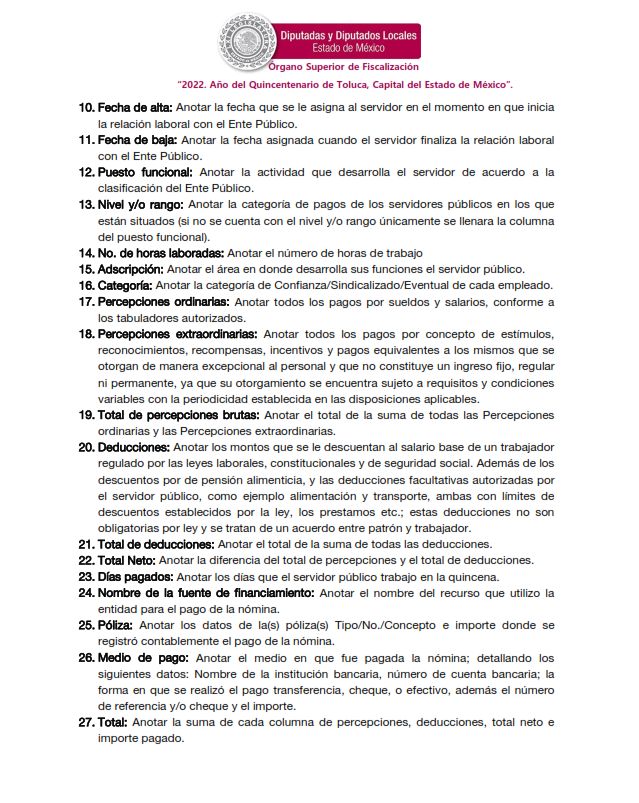 Diputadas y Diputados Locales
Estado de México
Órgano Superior de Fiscalización
"2022. Año del Quincentenario de Toluca, Capital del Estado de México".
10. Fecha de alta: Anotar la fecha que se le asigna al servidor en el momento en que inicia
la relación laboral con el Ente Público.
11. Fecha de baja: Anotar la fecha asignada cuando el servidor finaliza la relación laboral
con el Ente Público.
12. Puesto funcional: Anotar la actividad que desarrolla el servidor de acuerdo a la
clasificación del Ente Público.
13. Nivel y/o rango: Anotar la categoría de pagos de los servidores públicos en los que
están situados (si no se cuenta con el nivel y/o rango únicamente se llenara la columna
del puesto funcional).
14. No. de horas laboradas: Anotar el número de horas de trabajo
15. Adscripción: Anotar el área en donde desarrolla sus funciones el servidor público.
16. Categoría: Anotar la categoría de Confianza/Sindicalizado/Eventual de cada empleado.
17. Percepciones ordinarias: Anotar todos los pagos por sueldos y salarios, conforme a
los tabuladores autorizados.
18. Percepciones extraordinarias: Anotar todos los pagos por concepto de estímulos,
reconocimientos, recompensas, incentivos y pagos equivalentes a los mismos que se
otorgan de manera excepcional al personal y que no constituye un ingreso fijo, regular
ni permanente, ya que su otorgamiento se encuentra sujeto a requisitos y condiciones
variables con la periodicidad establecida en las disposiciones aplicables.
19. Total de percepciones brutas: Anotar el total de la suma de todas las Percepciones
ordinarias y las Percepciones extraordinarias.
20. Deducciones: Anotar los montos que se le descuentan al salario base de un trabajador
regulado por las leyes laborales, constitucionales y de seguridad social. Además de los
descuentos por de pensión alimenticia, y las deducciones facultativas autorizadas por
el servidor público, como ejemplo alimentación y transporte, ambas con límites de
descuentos establecidos por la ley, los prestamos etc.; estas deducciones no son
obligatorias por ley y se tratan de un acuerdo entre patrón y trabajador.
21. Total de deducciones: Anotar el total de la suma de todas las deducciones.
22. Total Neto: Anotar la diferencia del total de percepciones y el total de deducciones.
23. Días pagados: Anotar los días que el servidor público trabajo en la quincena.
24. Nombre de la fuente de financiamiento: Anotar el nombre del recurso que utilizo la
entidad para el pago de la nómina.
25. Póliza: Anotar los datos de la(s) póliza(s) Tipo/No./Concepto e importe donde se
registró contablemente el pago de la nómina.
26. Medio de pago: Anotar el medio en que fue pagada la nómina; detallando los
siguientes datos: Nombre de la institución bancaria, número de cuenta bancaria; la
forma en que se realizó el pago transferencia, cheque, o efectivo, además el número
de referencia y/o cheque y el importe.
27. Total: Anotar la suma de cada columna de percepciones, deducciones, total neto e
importe pagado.